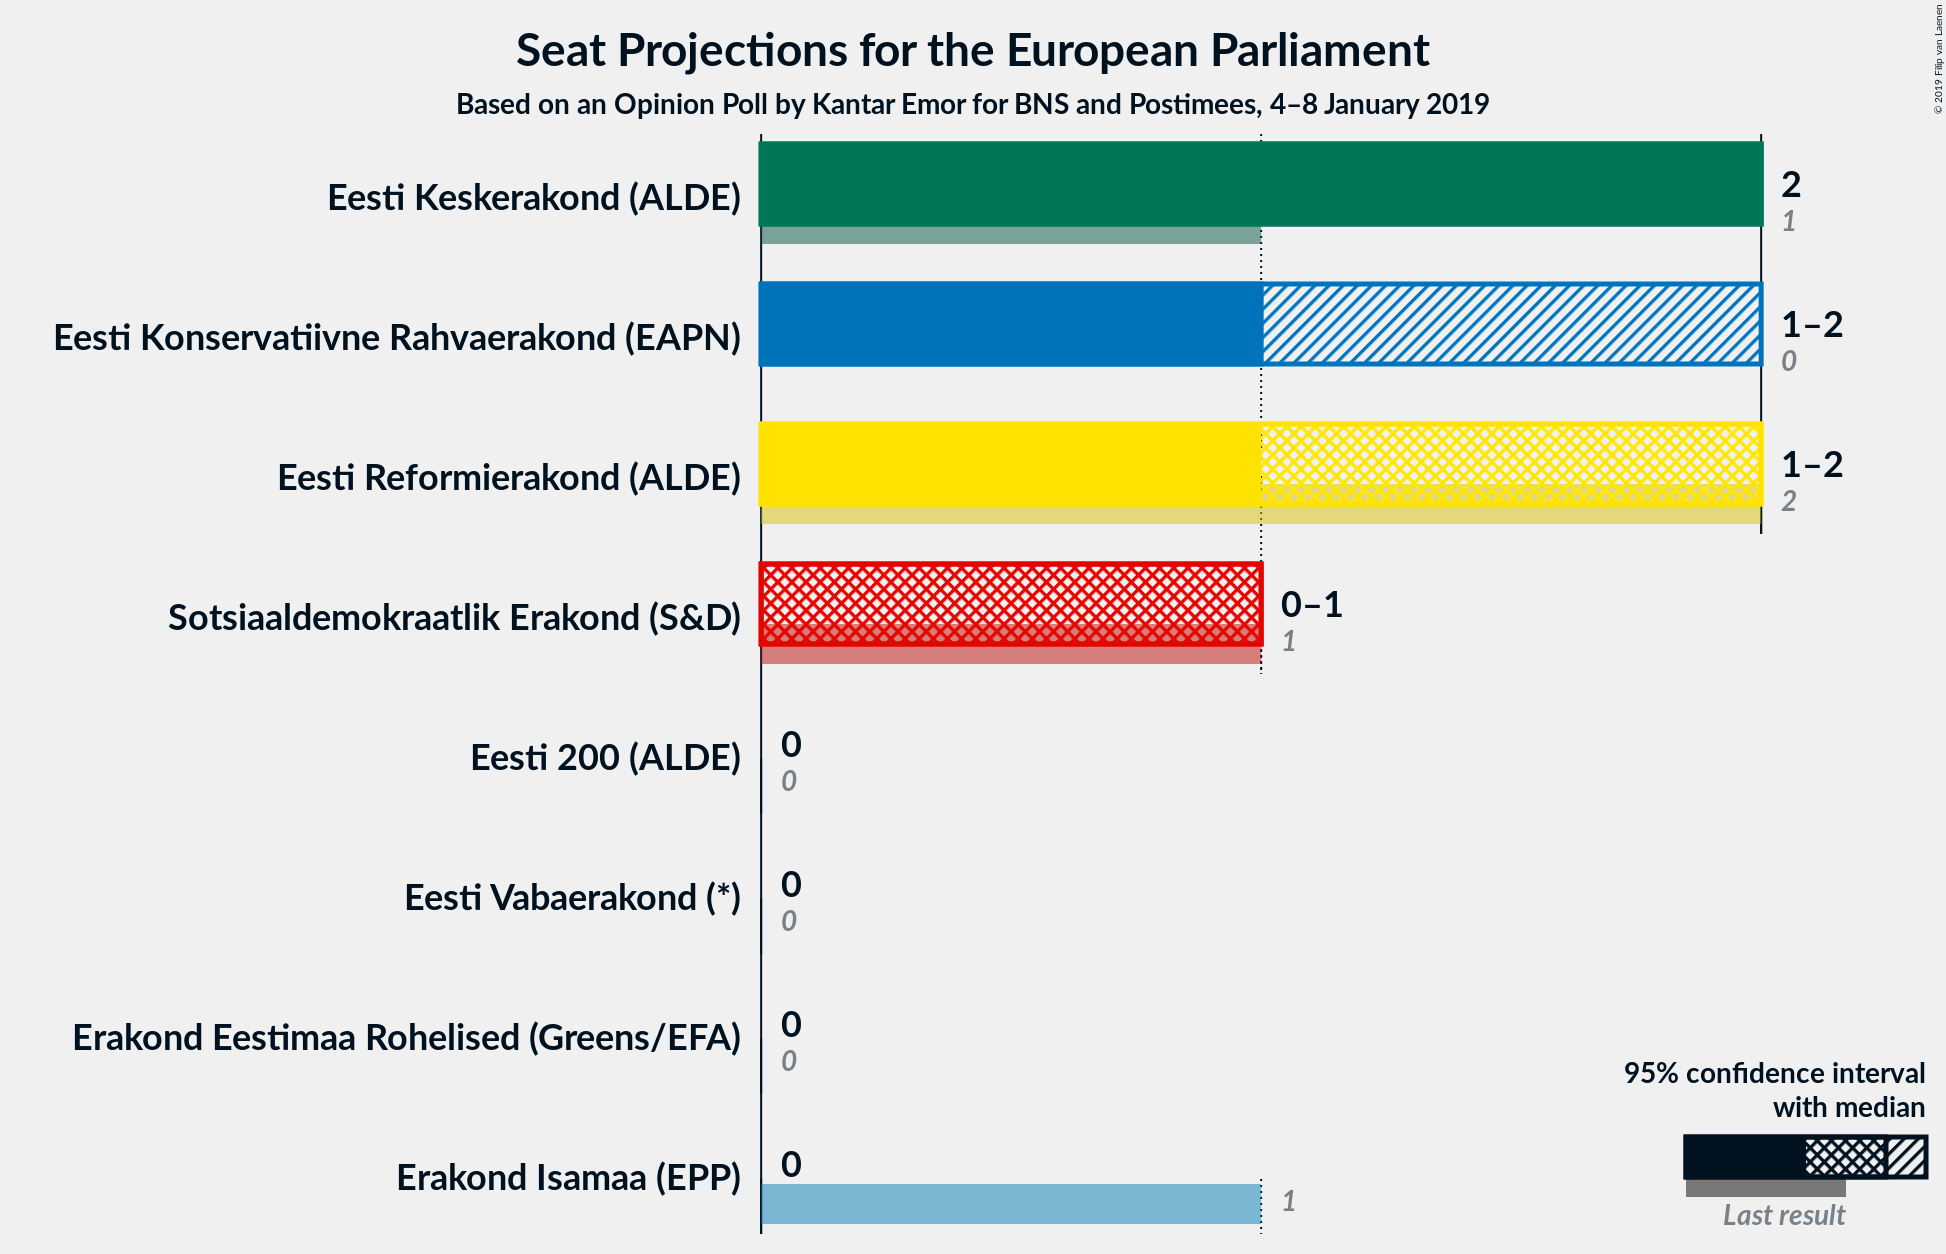 Seat Projections for the European Parliament
Based on an Opinion Poll by Kantar Emor for BNS and Postimees, 4–8 January 2019
© 2019 Filip van Laenen
Eesti Keskerakond (ALDE)
2
1
Eesti Konservatiivne Rahvaerakond (EAPN)
1–2
0
Eesti Reformierakond (ALDE)
1–2
2
Sotsiaaldemokraatlik Erakond (S&D)
0–1
1
Eesti 200 (ALDE)
0
0
Eesti Vabaerakond (*)
0
0
Erakond Eestimaa Rohelised (Greens/EFA)
0
0
Erakond Isamaa (EPP)
0
1
95% confidence interval
with median
Last result